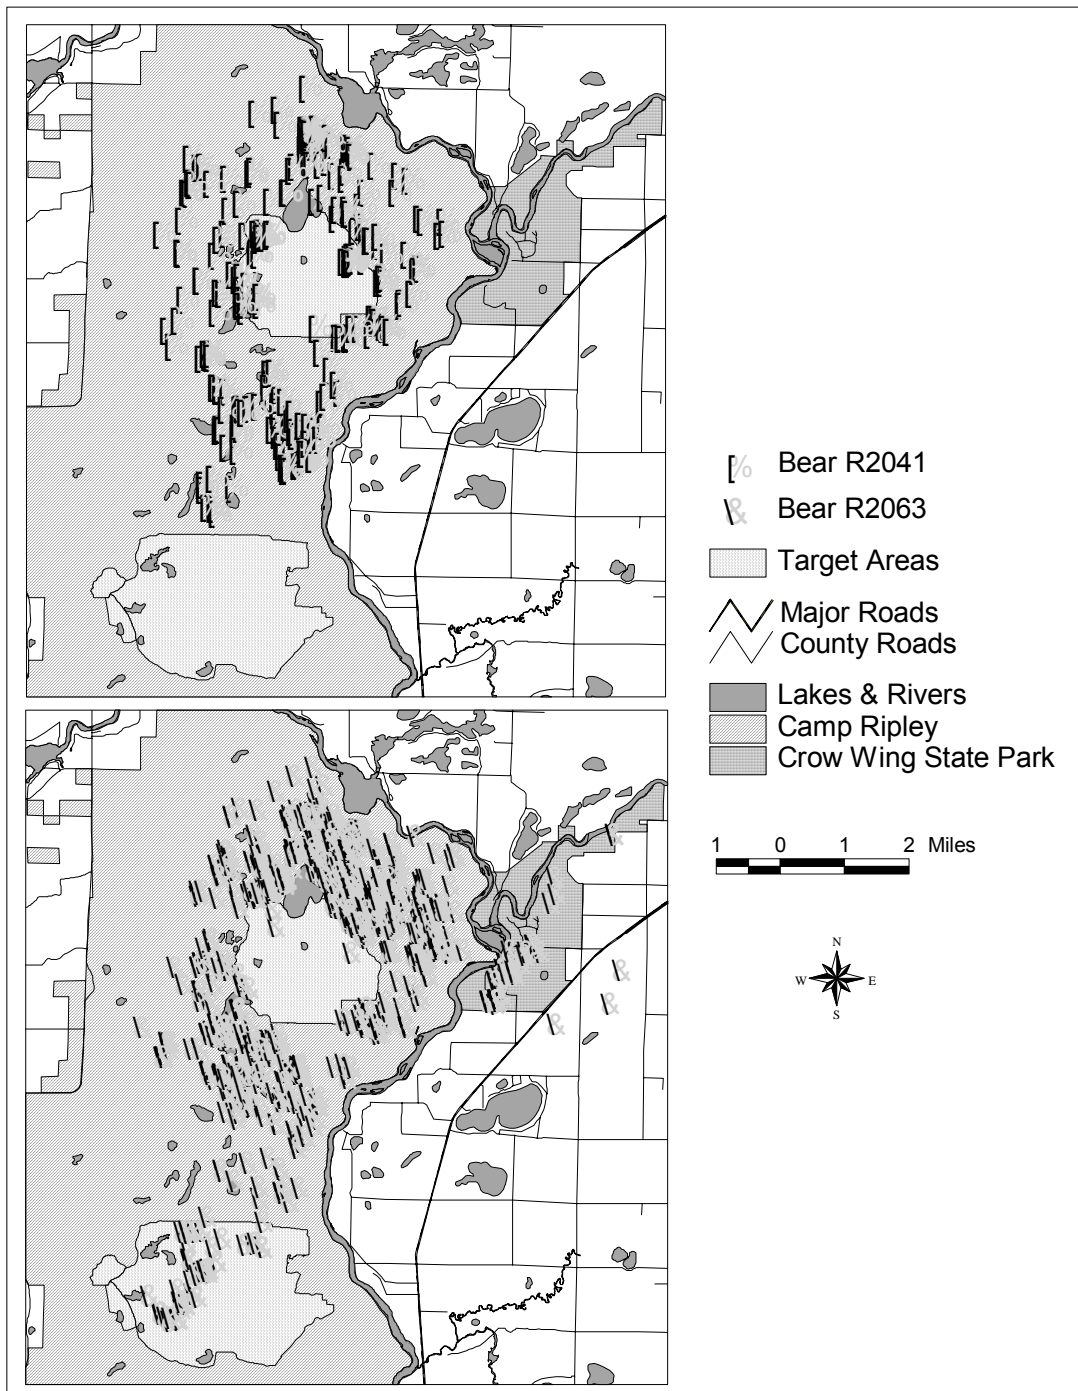 [% Bear R2041
\& Bear R2063
Target Areas
Major Roads
County Roads
Lakes & Rivers
Camp Ripley
Crow Wing State Park
1 0 1 2 Miles
N
W E
S